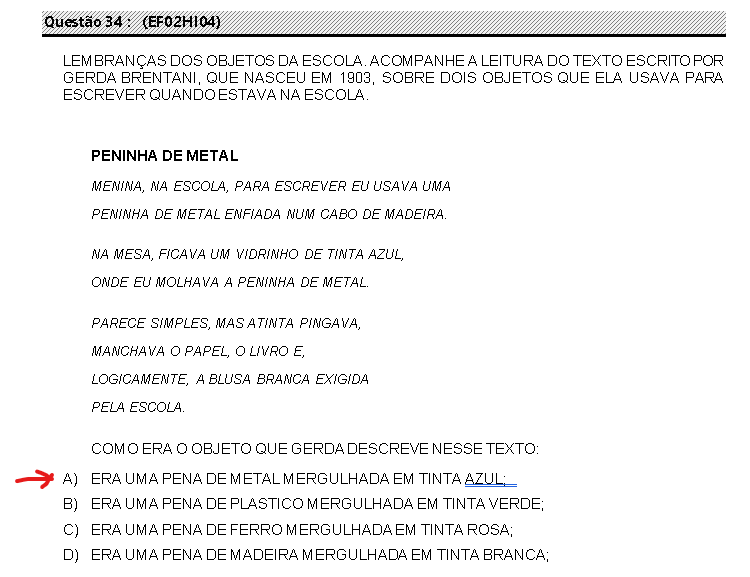 Questão 34 : (EF02HI04)
LEMBRANÇAS DOS OBJETOS DA ESCOLA. ACOMPANHE A LEITURA DO TEXTO ESCRITO POR
GERDA BRENTANI, QUE NASCEU EM 1903, SOBRE DOIS OBJETOS QUE ELA USAVA PARA
ESCREVER QUANDO ESTAVA NA ESCOLA.
PENINHA DE METAL
MENINA, NA ESCOLA, PARA ESCREVER EU USAVA UMA
PENINHA DE METAL ENFIADA NUM CABO DE MADEIRA.
NA MESA, FICAVA UM VIDRINHO DE TINTA AZUL,
ONDE EU MOLHAVA A PENINHA DE METAL.
PARECE SIMPLES, MAS ATINTA PINGAVA,
MANCHAVA O PAPEL, O LIVRO E,
LOGICAMENTE, A BLUSA BRANCA EXIGIDA
PELA ESCOLA.
COMO ERA O OBJETO QUE GERDA DESCREVE NESSE TEXTO:
A) ERA UMA PENA DE METAL MERGULHADA EM TINTA AZUL;
B) ERA UMA PENA DE PLASTICO MERGULHADA EM TINTA VERDE;
C) ERA UMA PENA DE FERRO MERGULHADA EM TINTA ROSA;
D) ERA UMA PENA DE MADEIRA MERGULHADA EM TINTA BRANCA;